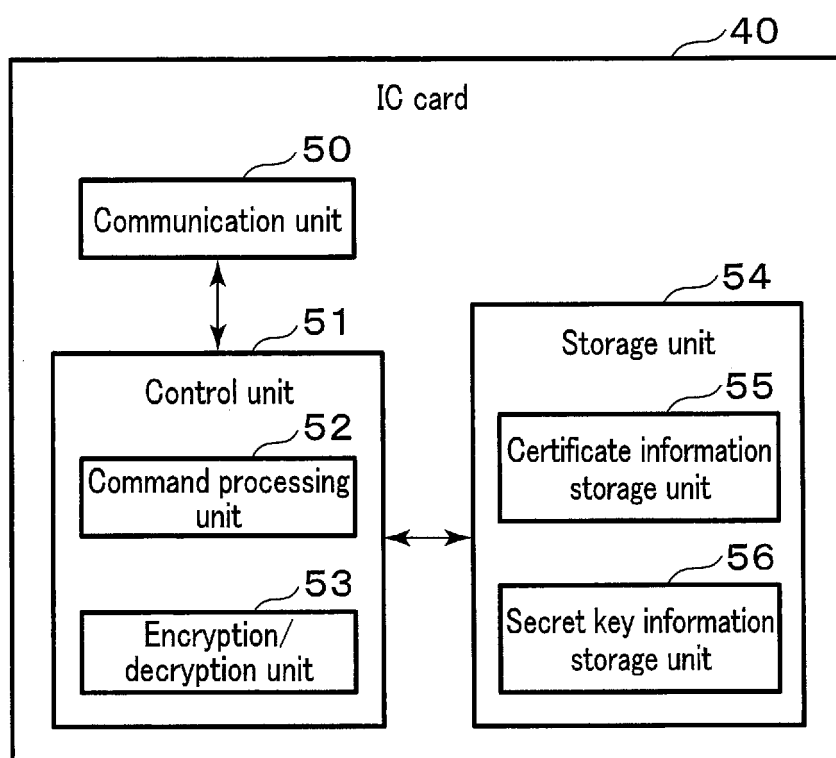 40
IC card
50
Communication unit
51
Control unit
52
Command processing
unit
53
Encryption/
decryption unit
54
Storage unit
55
Certificate information
storage unit
56
Secret key information
storage unit